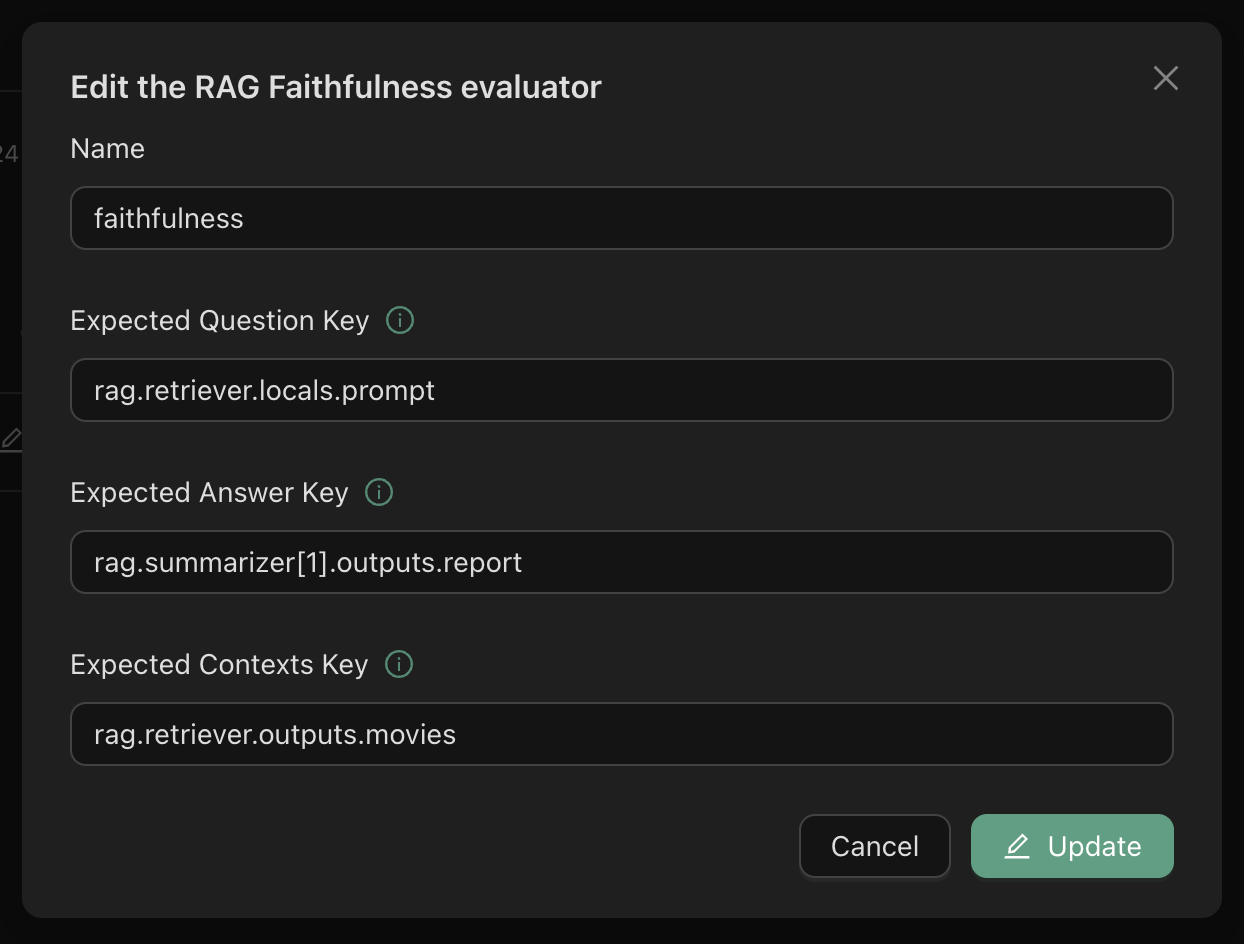 Edit the RAG Faithfulness evaluator
Name
24
faithfulness
Expected Question Key
rag.retriever.locals.prompt
Expected Answer Key
rag.summarizer[1].outputs.report
Expected Contexts Key
rag.retriever.outputs.movies
Cancel
Update